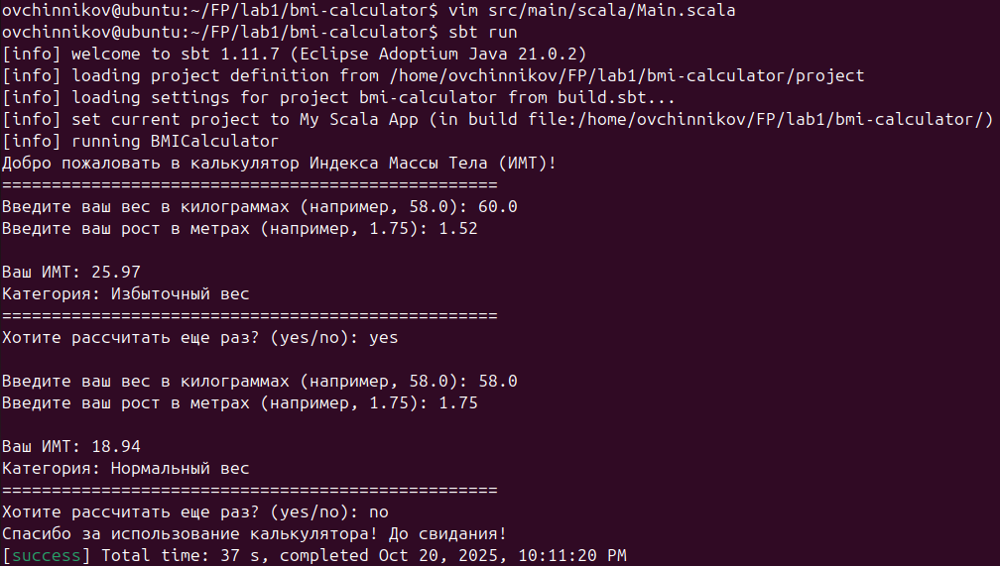 ovchinnikov@ubuntu:~/FP/lab1/bmi-calculator$ vim src/main/scala/Main.scala
ovchinnikov@ubuntu:~/FP/lab1/bmi-calculator$ sbt run
[info] welcome to sbt 1.11.7 (Eclipse Adoptium Java 21.0.2)
[info] loading project definition from /home/ovchinnikov/FP/lab1/bmi-calculator/project
[info] loading settings for project bmi-calculator from build.sbt...
[info] set current project to My Scala App (in build file:/home/ovchinnikov/FP/lab1/bmi-calculator/)
[info] running BMICalculator
Добро пожаловать в калькулятор Индекса Массы Тела (ИМТ)!
==================================================
Введите ваш вес в килограммах (например, 58.0): 60.0
Введите ваш рост в метрах (например, 1.75): 1.52
Ваш ИМТ: 25.97
Категория: Избыточный вес
==================================================
Хотите рассчитать еще раз? (yes/no): yes
Введите ваш вес в килограммах (например, 58.0): 58.0
Введите ваш рост в метрах (например, 1.75): 1.75
Ваш ИМТ: 18.94
Категория: Нормальный вес
==================================================
Хотите рассчитать еще раз? (yes/no): no
Спасибо за использование калькулятора! До свидания!
[success] Total time: 37 s, completed Oct 20, 2025, 10:11:20 PM